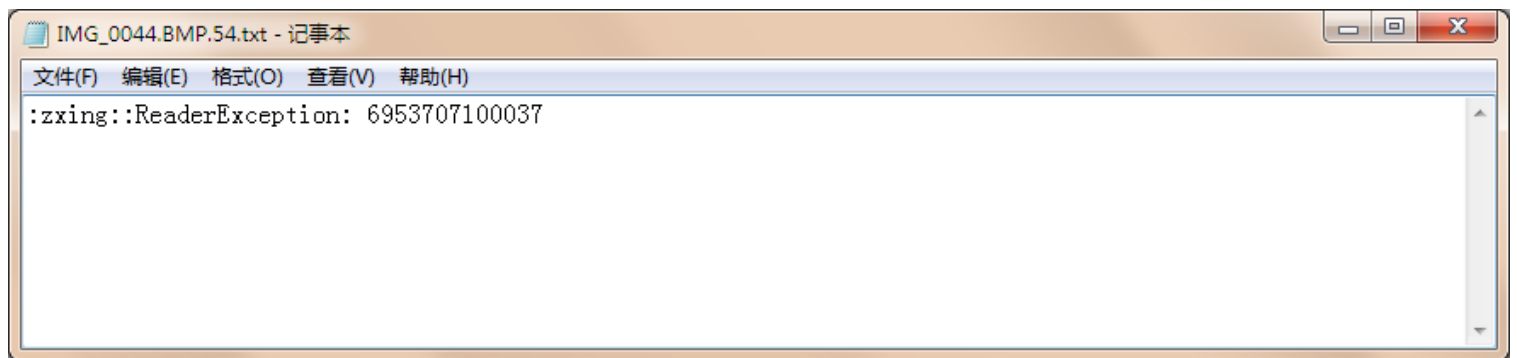 IMG_0044.BMP.54.txt - 记事本
文件(F) 编辑(E) 格式(O) 查看(V) 帮助(H)
:zxing::ReaderException: 6953707100037